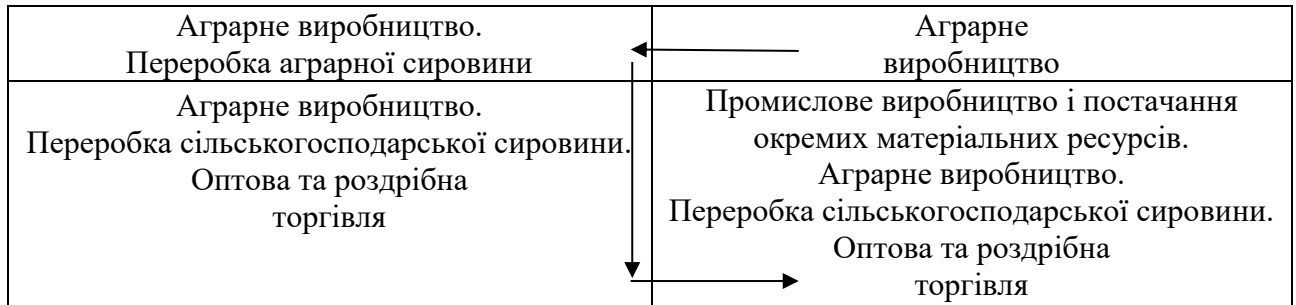 Аграрне виробництво.
Переробка аграрної сировини
Аграрне
виробництво
Аграрне виробництво.
Переробка сільськогосподарської сировини.
Оптова та роздрібна
торгівля
Промислове виробництво і постачання
окремих матеріальних ресурсів.
Аграрне виробництво.
Переробка сільськогосподарської сировини.
Оптова та роздрібна
торгівля